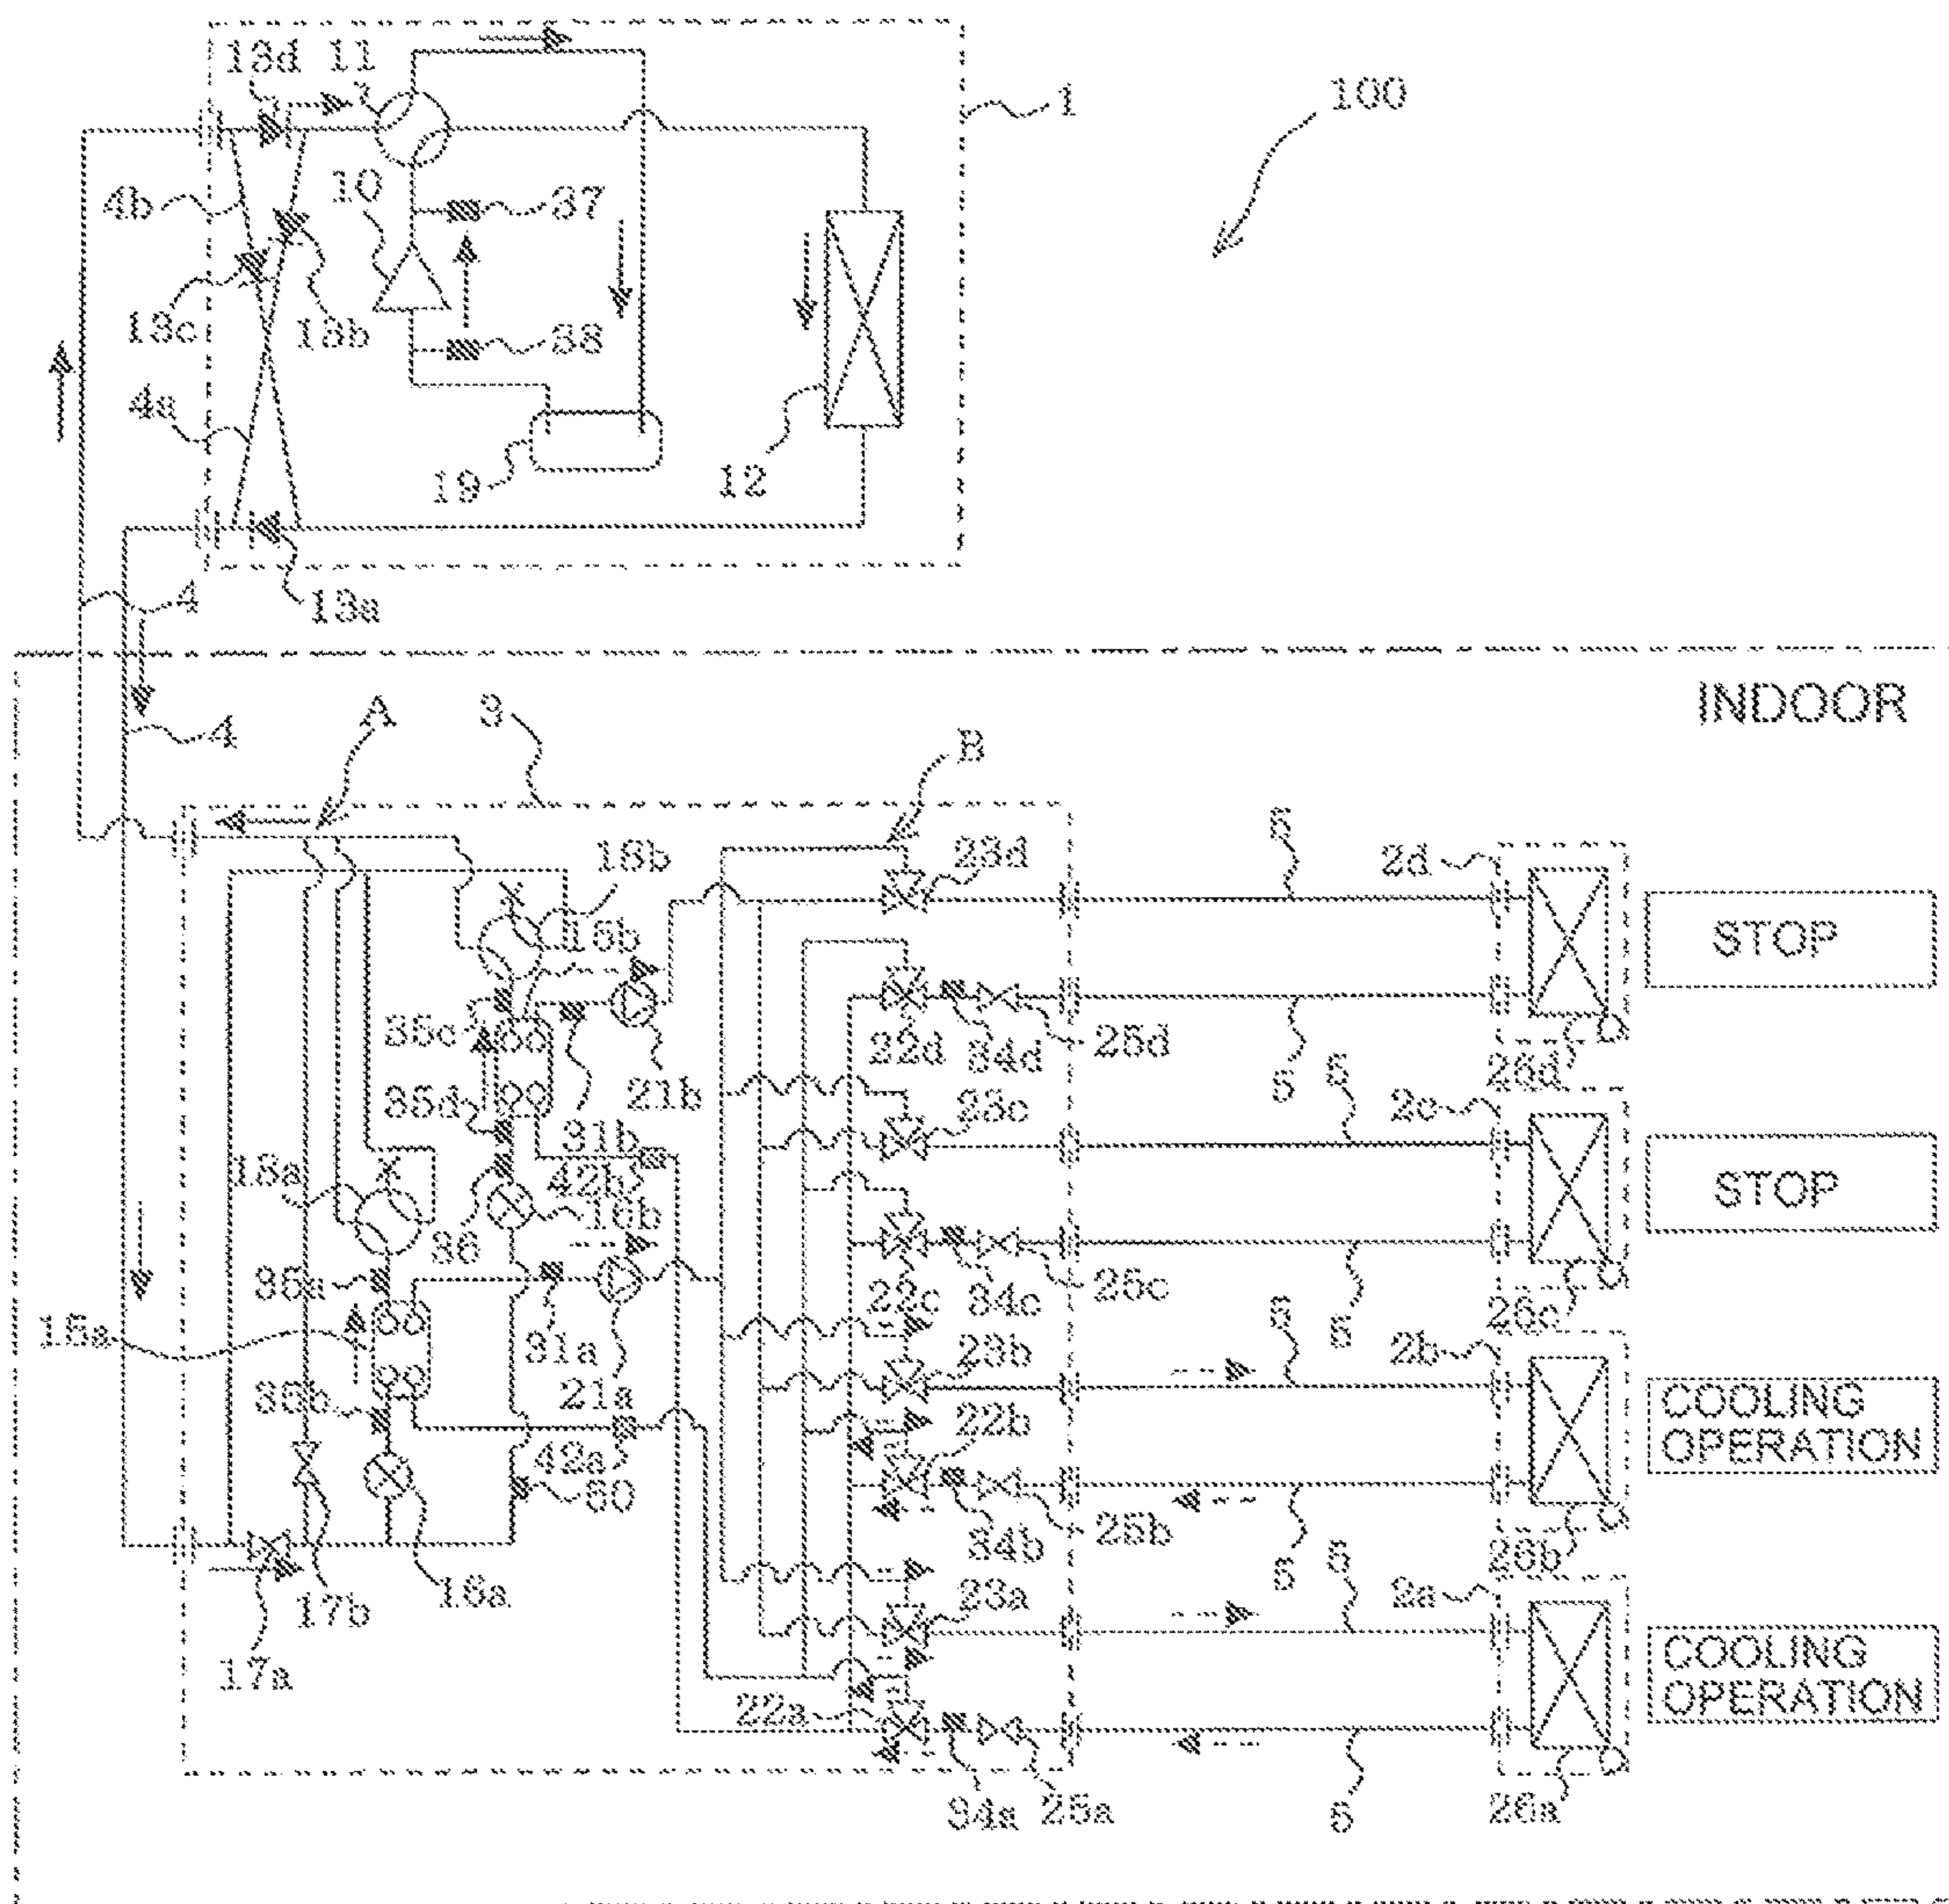 13d 11
1
100
4b
10
37
13c
13b
38
4a
19
12
4
13a
INDOOR
A
3
4
B
5
18b
23d
2d
STOP
15b
35c
22d
34d
25d
26d
21b
5
5
35d
23c
2c
31b
18a
42b
STOP
16b
36
35a
22c
34c
25c
26c
5
5
15a
31a
23b
2b
21a
35b
22b
COOLING
OPERATION
42a
50
34b
25b
26b
5
5
17b
16a
23a
2a
17a
22a
COOLING
OPERATION
34a
25a
5
26a